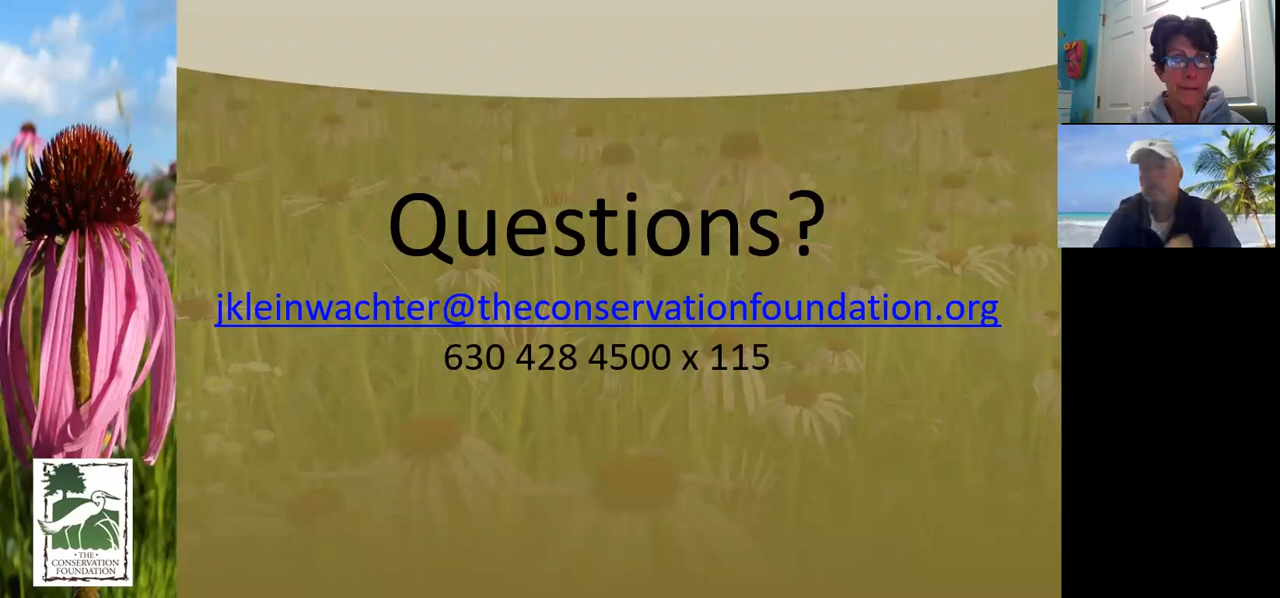 Questions?
jkleinwachter@theconservationfoundation.org
630 428 4500 x 115
• THE •
CONSERVATION
FOUNDATION